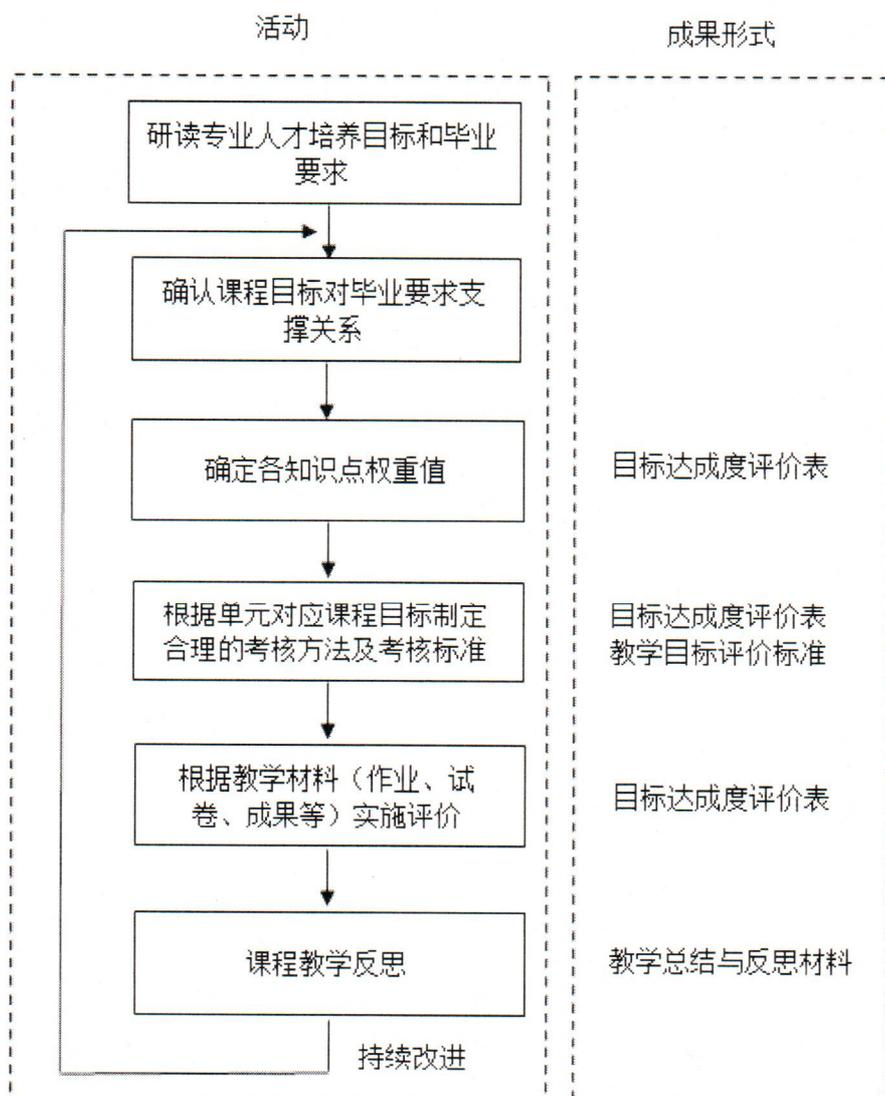 活动
成果形式
研读专业人才培养目标和毕业
要求
确认课程目标对毕业要求支
撑关系
确定各知识点权重值
目标达成度评价表
根据单元对应课程目标制定
合理的考核方法及考核标准
目标达成度评价表
教学目标评价标准
根据教学材料（作业、试
卷、成果等）实施评价
目标达成度评价表
课程教学反思
教学总结与反思材料
持续改进